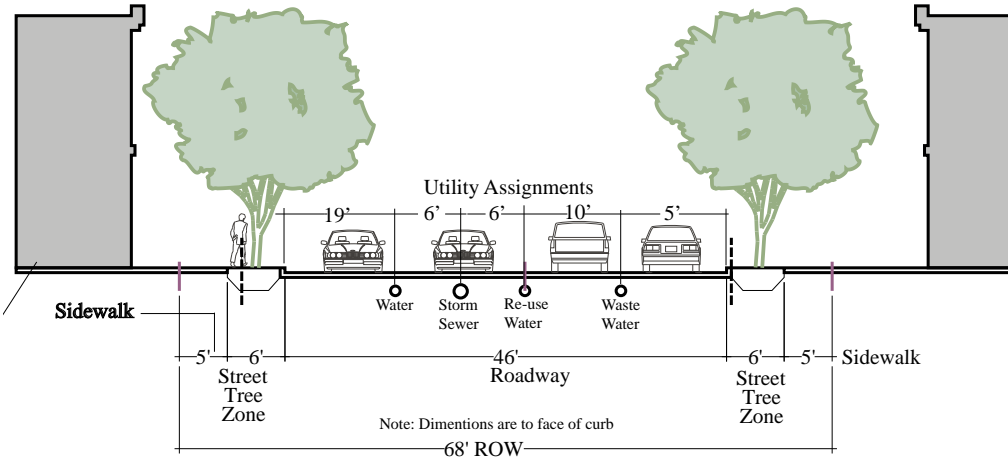 Utility Assignments
19’ 6’ 6’ 10’ 5’
Water
Storm
Sewer
Re-use
Water
Waste
Water
Sidewalk
5' 6' 46' 6' 5' Sidewalk
Roadway
Street
Tree
Zone
Street
Tree
Zone
Note: Dimentions are to face of curb
68' ROW